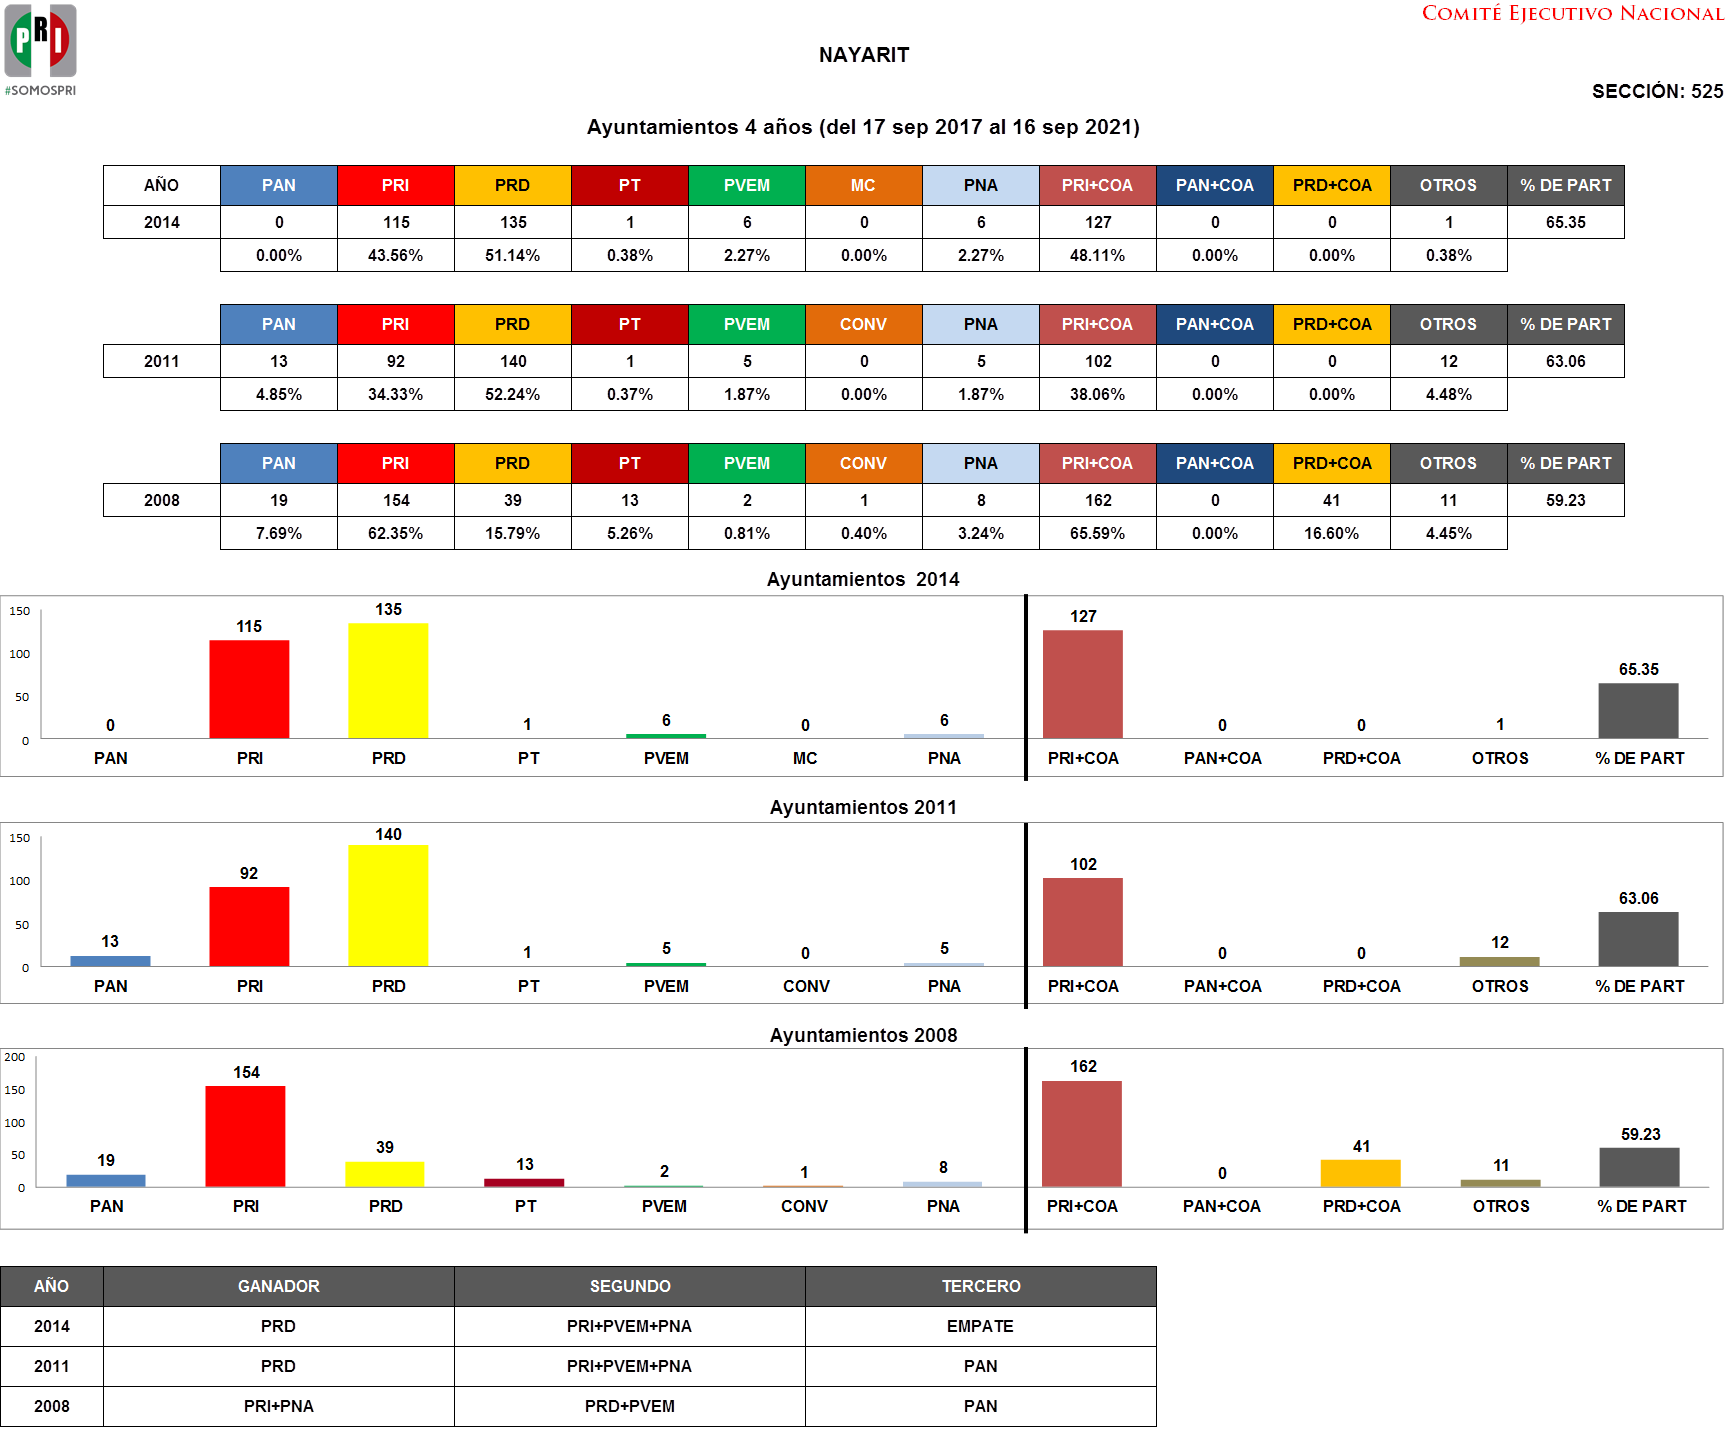 PRI
#SOMOSPRI
COMITÉ EJECUTIVO NACIONAL
NAYARIT
SECCIÓN: 525
Ayuntamientos 4 años (del 17 sep 2017 al 16 sep 2021)
AÑO PAN PRI PRD PT PVEM MC PNA PRI+COA PAN+COA PRD+COA OTROS % DE PART
2014 0 115 135 1 6 0 6 127 0 0 1 65.35
0.00% 43.56% 51.14% 0.38% 2.27% 0.00% 2.27% 48.11% 0.00% 0.00% 0.38%
PAN PRI PRD PT PVEM CONV PNA PRI+COA PAN+COA PRD+COA OTROS % DE PART
2011 13 92 140 1 5 0 5 102 0 0 12 63.06
4.85% 34.33% 52.24% 0.37% 1.87% 0.00% 1.87% 38.06% 0.00% 0.00% 4.48%
PAN PRI PRD PT PVEM CONV PNA PRI+COA PAN+COA PRD+COA OTROS % DE PART
2008 19 154 39 13 2 1 8 162 0 41 11 59.23
7.69% 62.35% 15.79% 5.26% 0.81% 0.40% 3.24% 65.59% 0.00% 16.60% 4.45%
Ayuntamientos 2014
150
100
50
0
0 115 135 1 6 0 6 127 0 0 1 65.35
PAN PRI PRD PT PVEM MC PNA PRI+COA PAN+COA PRD+COA OTROS % DE PART
Ayuntamientos 2011
150
100
50
0
13 92 140 1 5 0 5 102 0 0 12 63.06
PAN PRI PRD PT PVEM CONV PNA PRI+COA PAN+COA PRD+COA OTROS % DE PART
Ayuntamientos 2008
200
150
100
50
0
19 154 39 13 2 1 8 162 0 41 11 59.23
PAN PRI PRD PT PVEM CONV PNA PRI+COA PAN+COA PRD+COA OTROS % DE PART
AÑO GANADOR SEGUNDO TERCERO
2014 PRD PRI+PVEM+PNA EMPATE
2011 PRD PRI+PVEM+PNA PAN
2008 PRI+PNA PRD+PVEM PAN